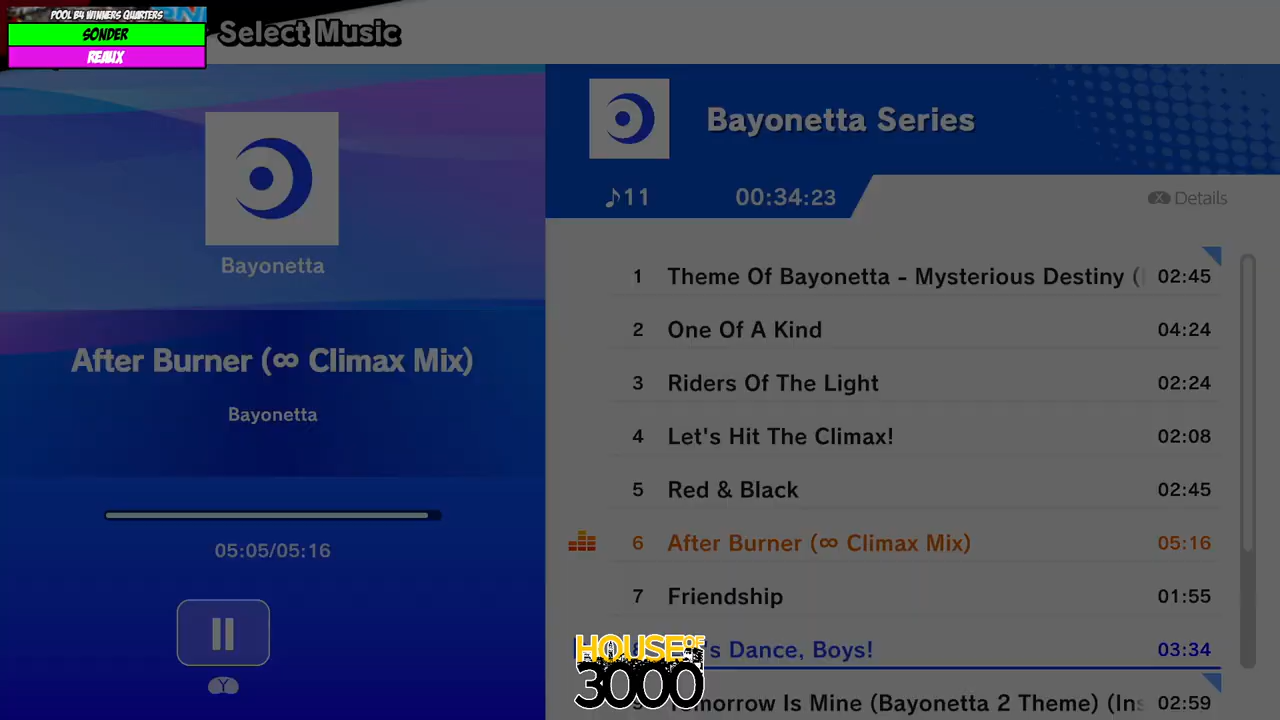 POOL B4 WINNERS QUARTERS
SONDER
REAUX
Select Music
Bayonetta
After Burner (∞ Climax Mix)
Bayonetta
05:05/05:16
Y
Bayonetta Series
♪11 00:34:23
X Details
1 Theme Of Bayonetta - Mysterious Destiny ( 02:45
2 One Of A Kind 04:24
3 Riders Of The Light 02:24
4 Let's Hit The Climax! 02:08
5 Red & Black 02:45
6 After Burner (∞ Climax Mix) 05:16
7 Friendship 01:55
's Dance, Boys! 03:34
Tomorrow Is Mine (Bayonetta 2 Theme) (Ins 02:59
HOUSE OF
3000